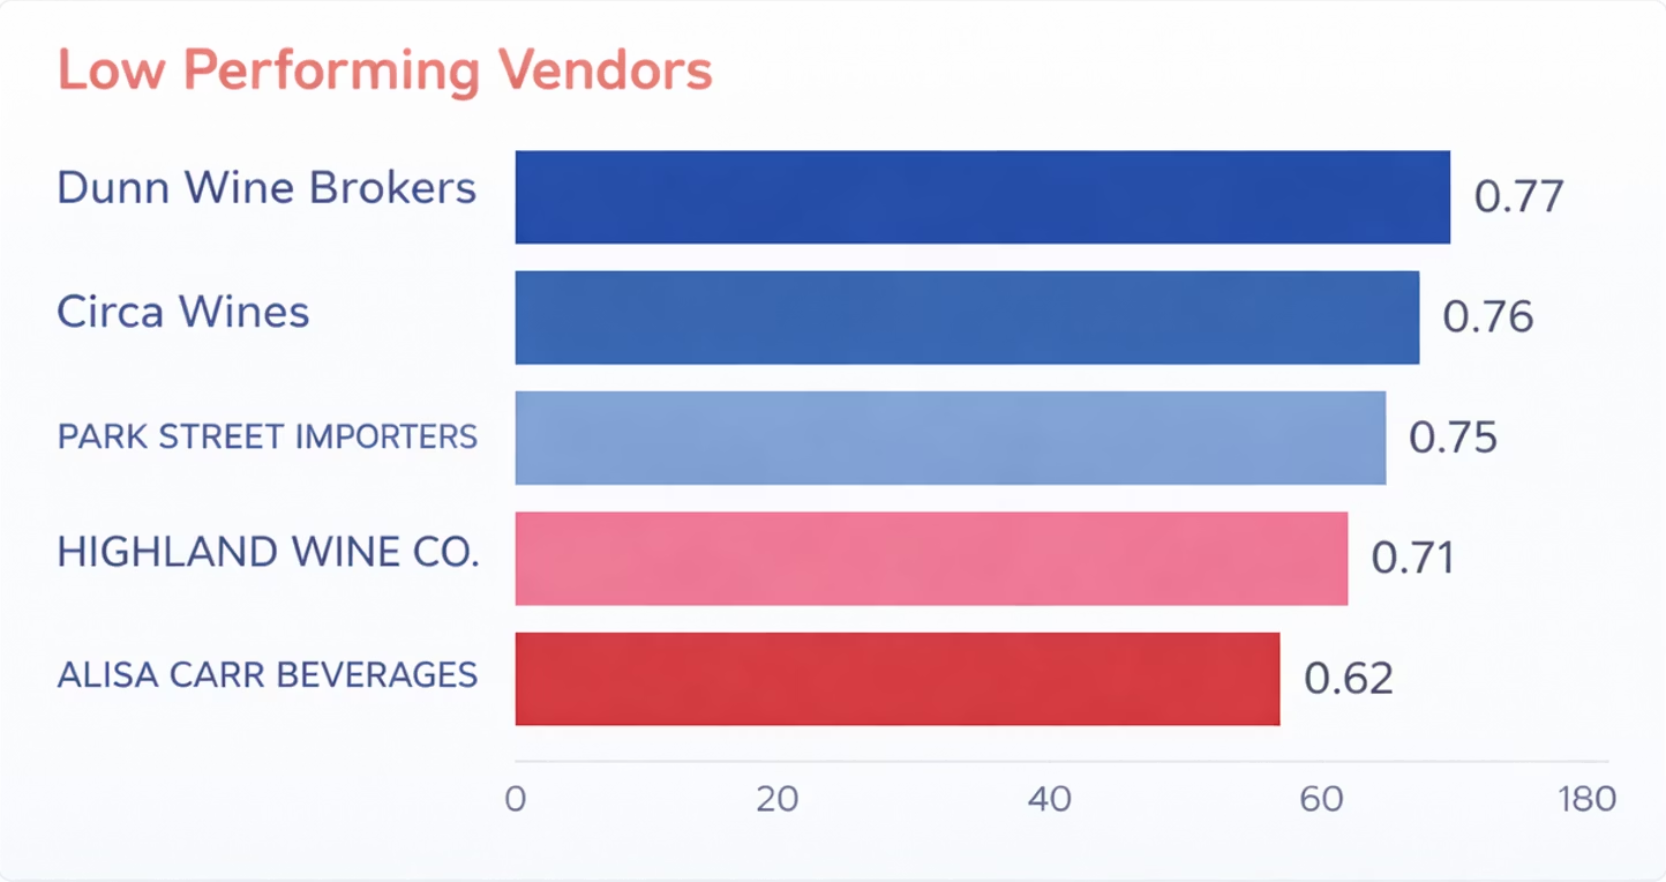 Low Performing Vendors
Dunn Wine Brokers 0.77
Circa Wines 0.76
PARK STREET IMPORTERS 0.75
HIGHLAND WINE CO. 0.71
ALISA CARR BEVERAGES 0.62
0 20 40 60 180